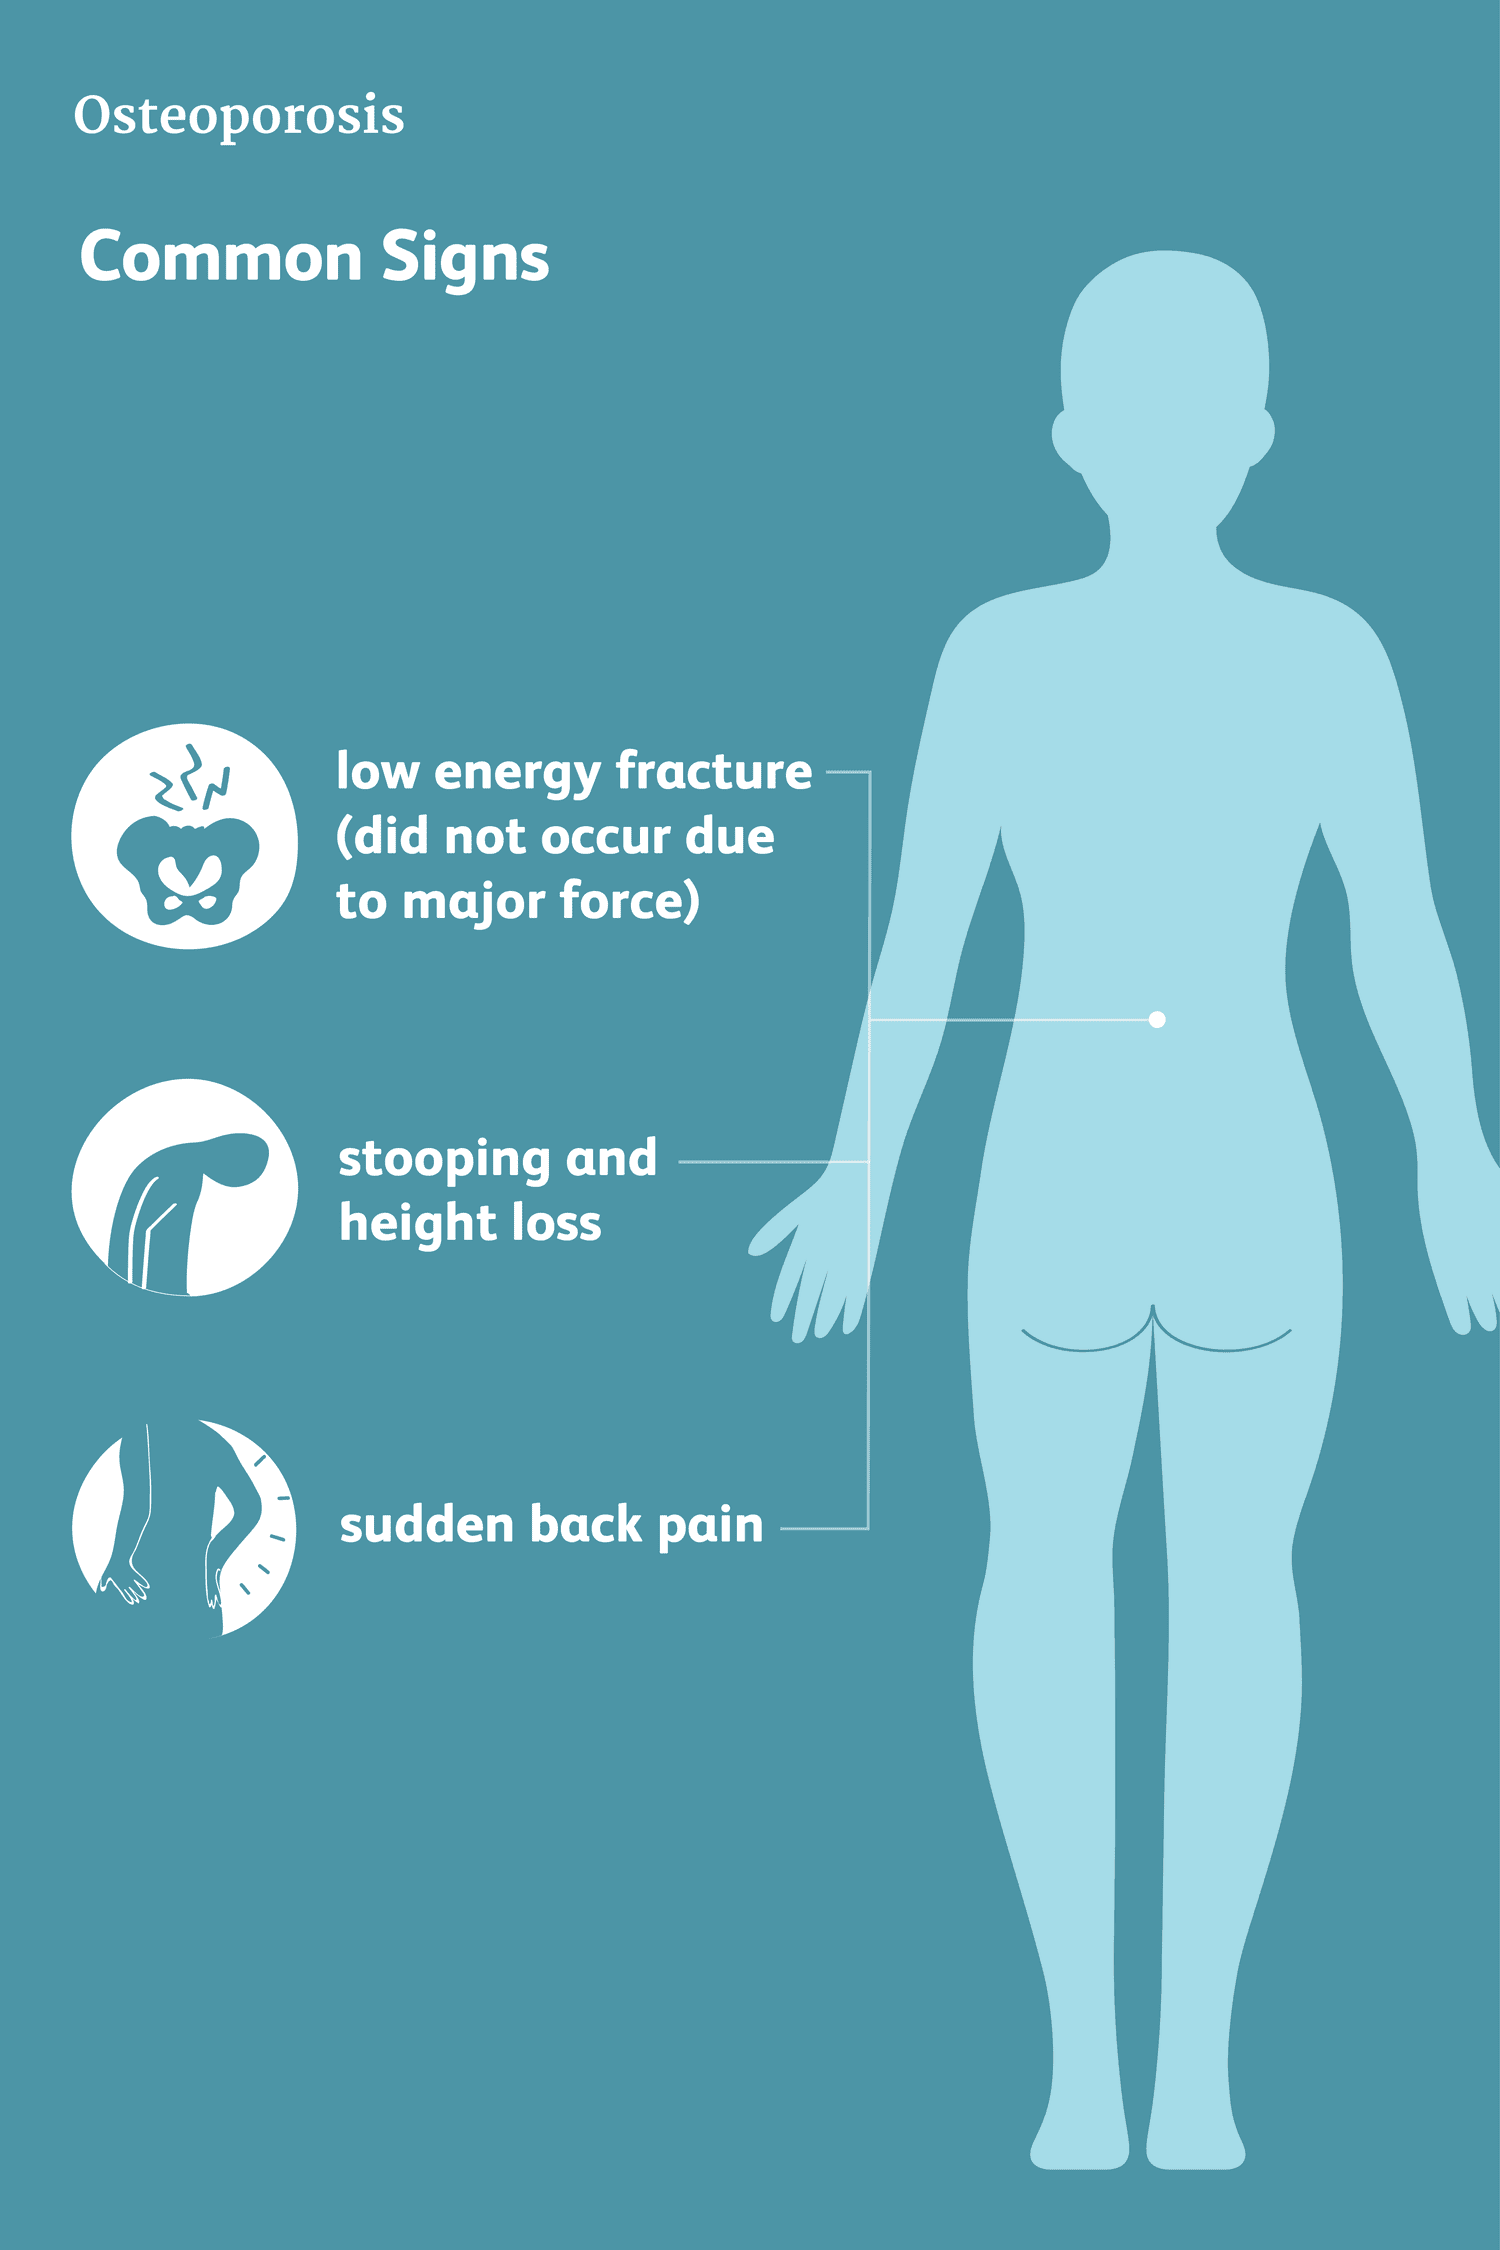 Osteoporosis
Common Signs
low energy fracture
(did not occur due
to major force)
stooping and
height loss
sudden back pain